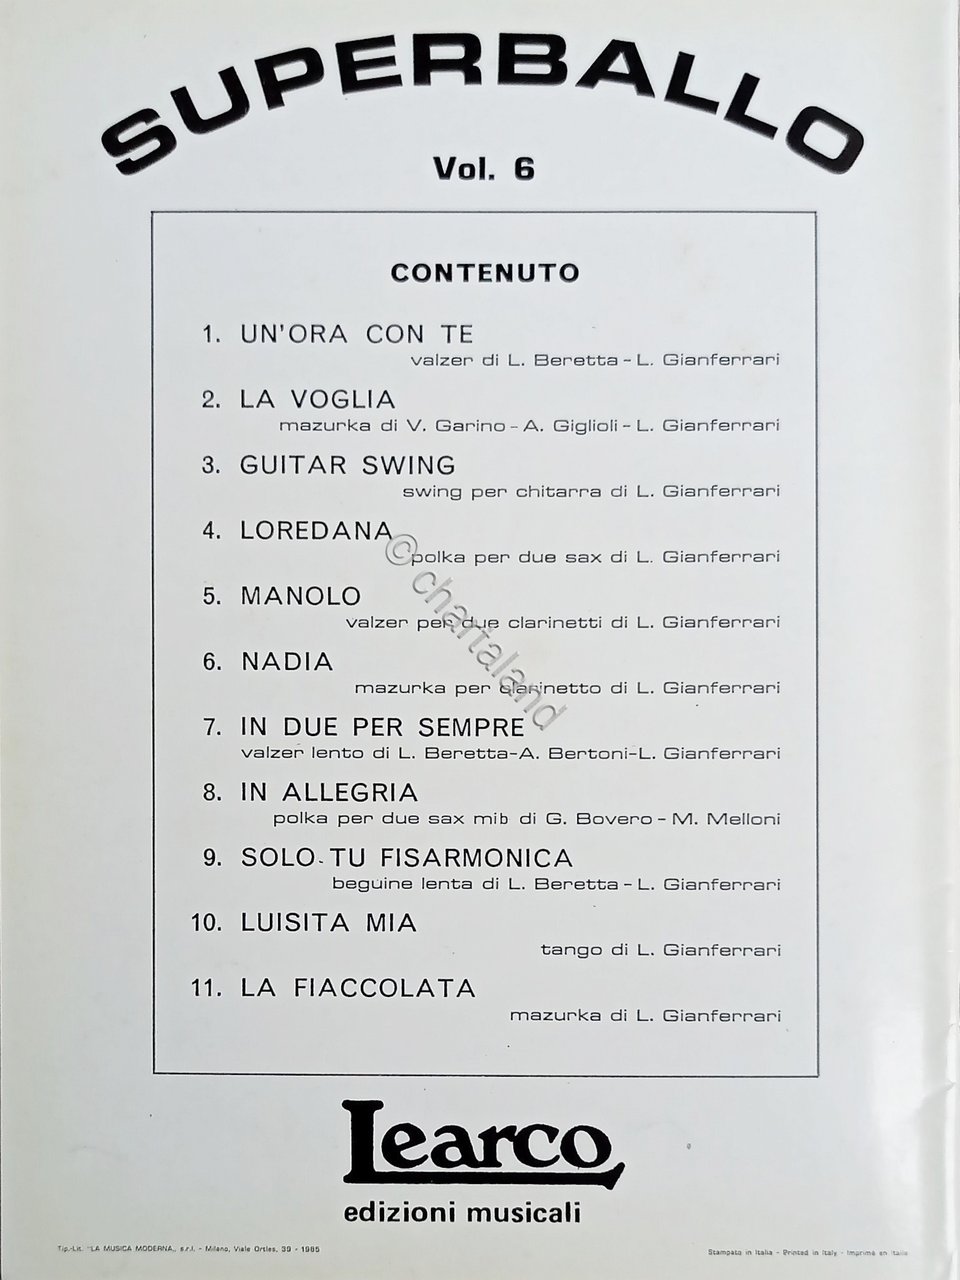 SUPERBALLO
Vol. 6
CONTENUTO
1. UN'ORA CON TE
valzer di L. Beretta - L. Gianferrari
2. LA VOGLIA
mazurka di V. Garino - A. Giglioli - L. Gianferrari
3. GUITAR SWING
swing per chitarra di L. Gianferrari
4. LOREDANA
polka per due sax di L. Gianferrari
5. MANOLO
valzer per due clarinetti di L. Gianferrari
6. NADIA
mazurka per clarinetto di L. Gianferrari
7. IN DUE PER SEMPRE
valzer lento di L. Beretta-A. Bertoni-L. Gianferrari
8. IN ALLEGRIA
polka per due sax mib di G. Bovero - M. Melloni
9. SOLO TU FISARMONICA
beguine lenta di L. Beretta - L. Gianferrari
10. LUISITA MIA
tango di L. Gianferrari
11. LA FIACCOLATA
mazurka di L. Gianferrari
© chartaland
Learco
edizioni musicali
Tip.-Lit. "LA MUSICA MODERNA„ s.r.l. - Milano, Viale Ortles, 39 - 1985
Stampato in Italia - Printed in Italy - Imprimé en Italie